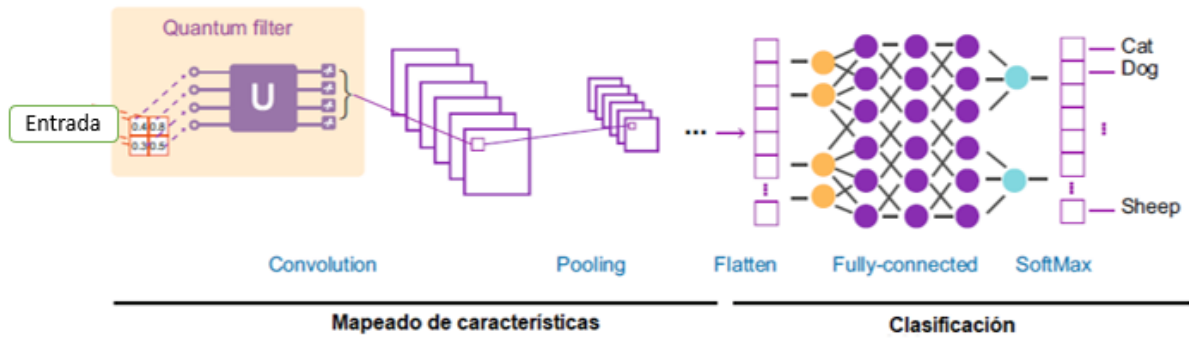 Quantum filter
U
Entrada
0.4 0.8
0.3 0.5
...
Cat
Dog
Sheep
Convolution
Pooling
Flatten
Fully-connected
SoftMax
Mapeado de características
Clasificación